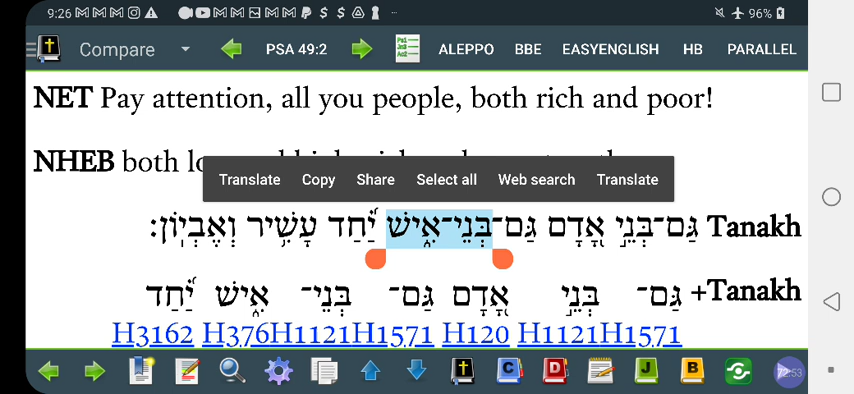 9:26 96%
Compare PSA 49:2 ALEPPO BBE EASYENGLISH HB PARALLEL
NET Pay attention, all you people, both rich and poor!
NHEB both
Translate Copy Share Select all Web search Translate
Tanakh גַּם־בְּנֵ֣י אָ֭דָם גַּם־בְּנֵי־אִ֑ישׁ יַ֝֗חַד עָשִׁ֥יר וְאֶבְיֽוֹן׃
Tanakh+ גַּם־ בְּנֵ֣י אָ֭דָם גַּם־ בְּנֵי־ אִ֑ישׁ יַ֝֗חַד
H3162 H376H1121H1571 H120 H1121H1571